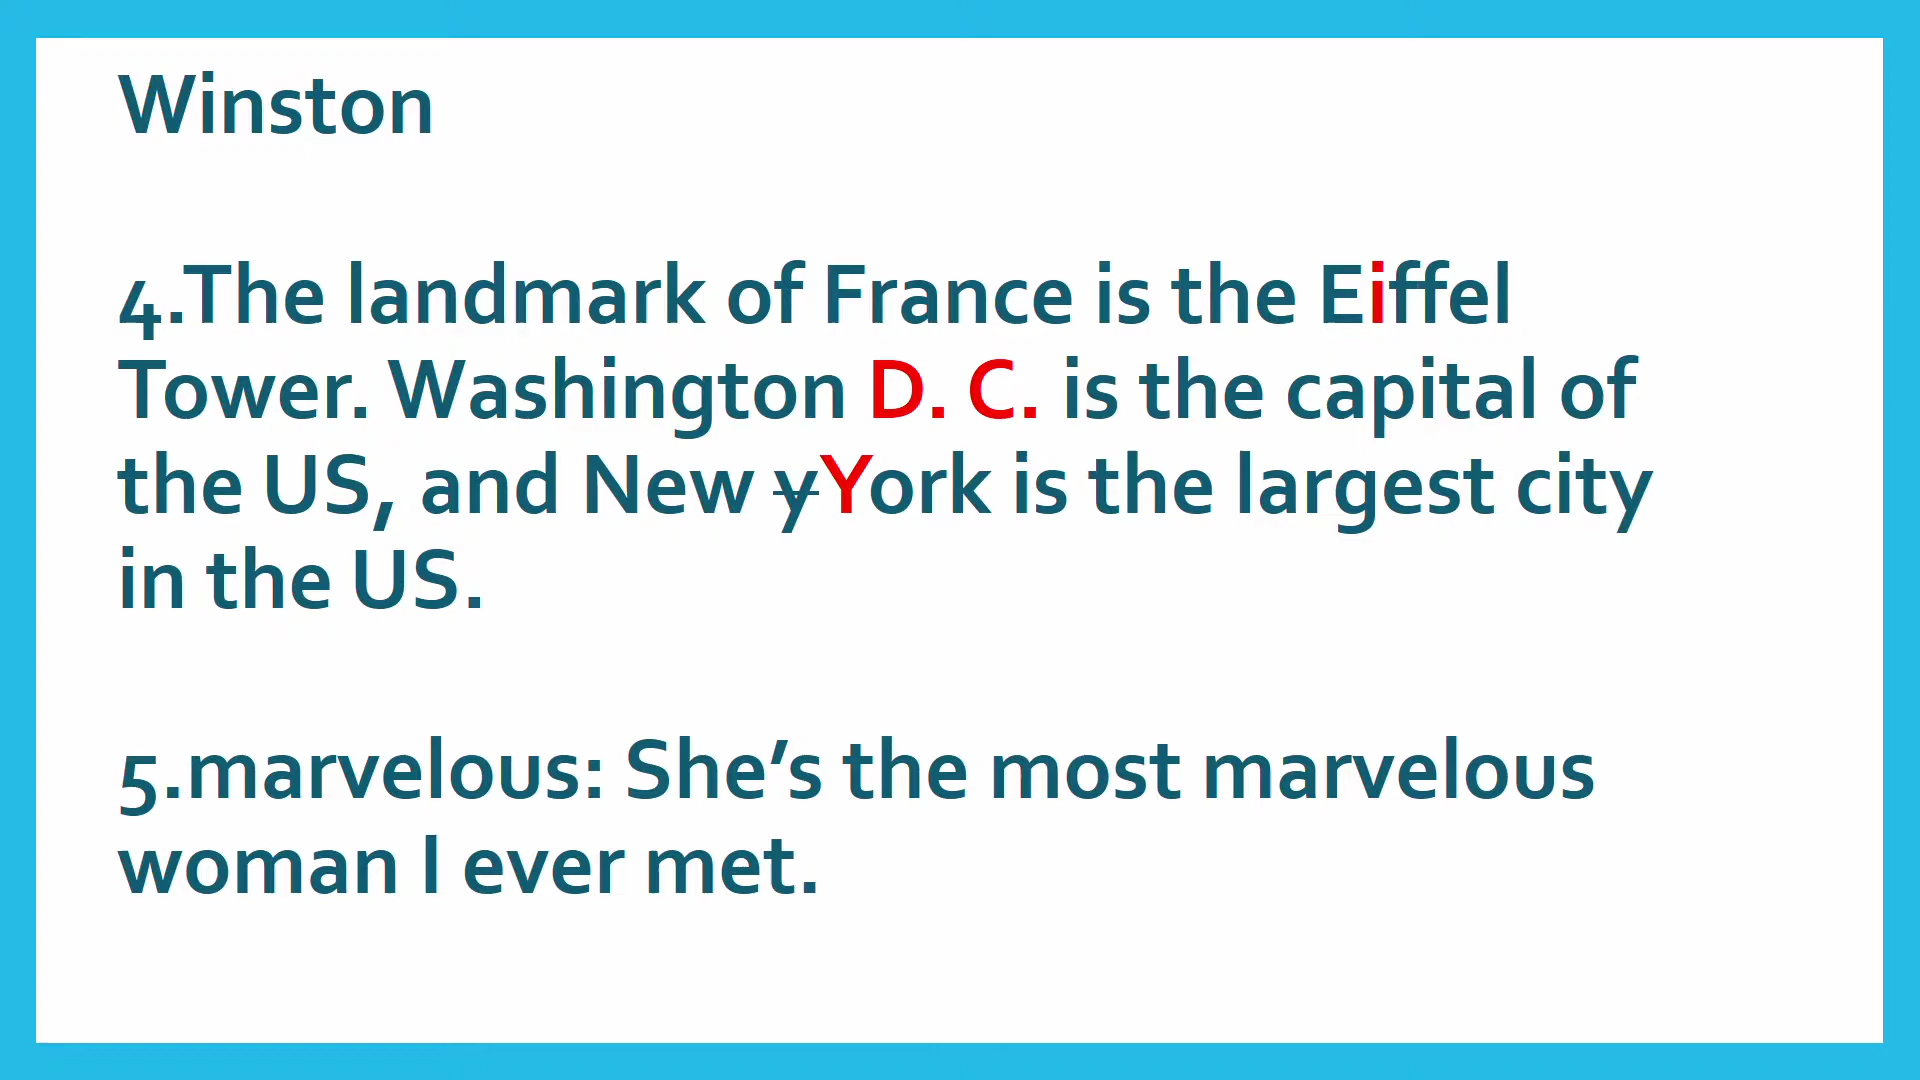 Winston
4.The landmark of France is the Eiffel
Tower. Washington D. C. is the capital of
the US, and New yYork is the largest city
in the US.
5.marvelous: She’s the most marvelous
woman I ever met.